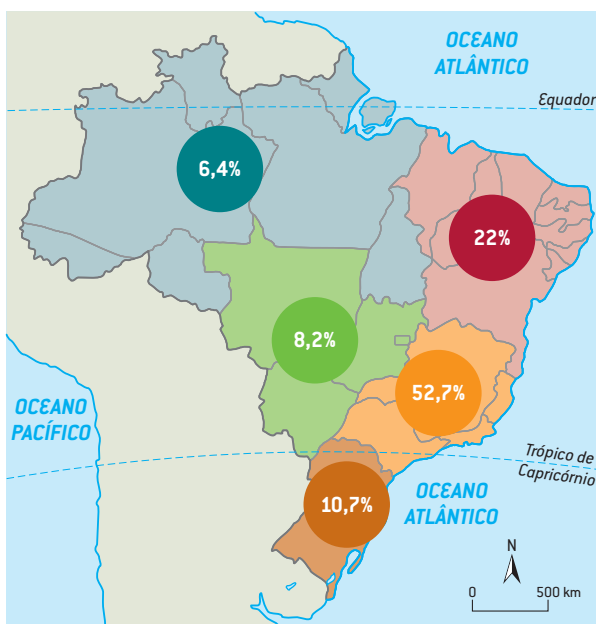 OCEANO
ATLÂNTICO
Equador
6,4%
22%
8,2%
52,7%
OCEANO
PACÍFICO
Trópico de
Capricórnio
10,7%
OCEANO
ATLÂNTICO
N
0 500 km